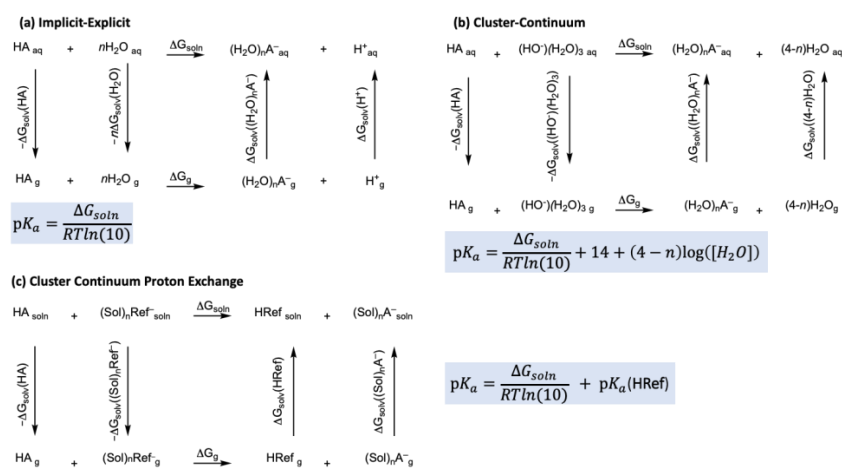 (a) Implicit-Explicit
HA aq + nH₂O aq ΔGsoln (H₂O)nA⁻aq + H⁺aq
-ΔGsolv(HA)
-nΔGsolv(H₂O)
ΔGsolv((H₂O)nA⁻)
ΔGsolv(H⁺)
HA g + nH₂O g ΔGg (H₂O)nA⁻g + H⁺g
pKa = ΔGsoln / RTln(10)
(b) Cluster-Continuum
HA aq + (HO⁻)(H₂O)₃ aq ΔGsoln (H₂O)nA⁻aq + (4-n)H₂O aq
-ΔGsolv(HA)
-ΔGsolv((HO⁻)(H₂O)₃)
ΔGsolv((H₂O)nA⁻)
ΔGsolv((4-n)H₂O)
HA g + (HO⁻)(H₂O)₃ g ΔGg (H₂O)nA⁻g + (4-n)H₂Og
pKa = ΔGsoln / RTln(10) + 14 + (4 − n)log([H₂O])
(c) Cluster Continuum Proton Exchange
HA soln + (Sol)nRef⁻soln ΔGsoln HRef soln + (Sol)nA⁻soln
-ΔGsolv(HA)
-ΔGsolv((Sol)nRef⁻)
ΔGsolv(HRef)
ΔGsolv((Sol)nA⁻)
HA g + (Sol)nRef⁻g ΔGg HRef g + (Sol)nA⁻g
pKa = ΔGsoln / RTln(10) + pKa(HRef)